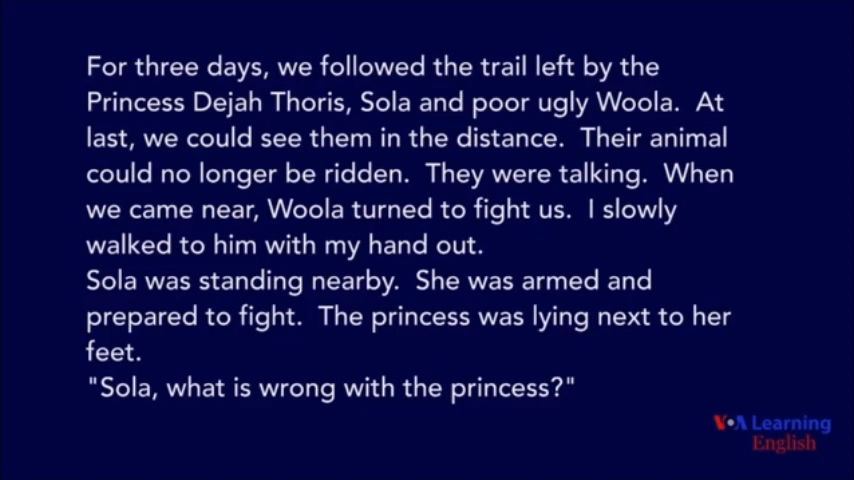 For three days, we followed the trail left by the
Princess Dejah Thoris, Sola and poor ugly Woola.  At
last, we could see them in the distance.  Their animal
could no longer be ridden.  They were talking.  When
we came near, Woola turned to fight us.  I slowly
walked to him with my hand out.
Sola was standing nearby.  She was armed and
prepared to fight.  The princess was lying next to her
feet.
"Sola, what is wrong with the princess?"
VOA Learning
English